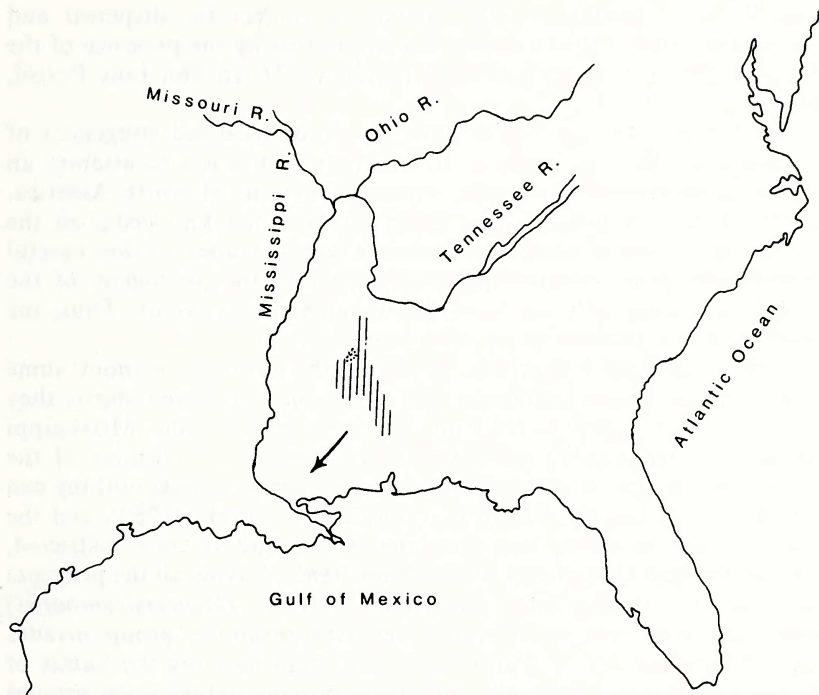 Missouri R.
Ohio R.
Mississippi R.
Tennessee R.
Atlantic Ocean
Gulf of Mexico